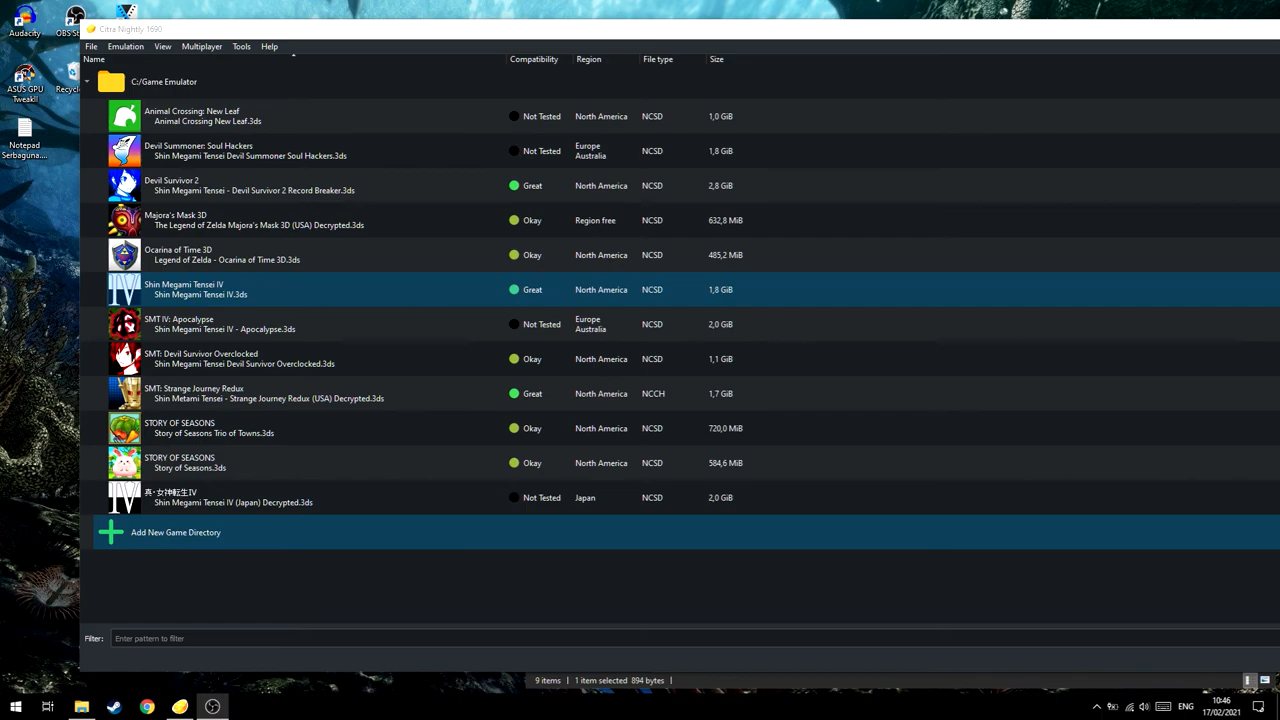 Audacity
OBS St...
ASUS GPU
TweakII
Recycl
Notepad
Serbaguna....
Citra Nightly 1690
File Emulation View Multiplayer Tools Help
Name Compatibility Region File type Size
C:/Game Emulator
Animal Crossing: New Leaf
Animal Crossing New Leaf.3ds
Not Tested North America NCSD 1,0 GiB
Devil Summoner: Soul Hackers
Shin Megami Tensei Devil Summoner Soul Hackers.3ds
Not Tested Europe
Australia
NCSD 1,8 GiB
Devil Survivor 2
Shin Megami Tensei - Devil Survivor 2 Record Breaker.3ds
Great North America NCSD 2,8 GiB
Majora's Mask 3D
The Legend of Zelda Majora's Mask 3D (USA) Decrypted.3ds
Okay Region free NCSD 632,8 MiB
Ocarina of Time 3D
Legend of Zelda - Ocarina of Time 3D.3ds
Okay North America NCSD 485,2 MiB
IV
Shin Megami Tensei IV
Shin Megami Tensei IV.3ds
Great North America NCSD 1,8 GiB
SMT IV: Apocalypse
Shin Megami Tensei IV - Apocalypse.3ds
Not Tested Europe
Australia
NCSD 2,0 GiB
SMT: Devil Survivor Overclocked
Shin Megami Tensei Devil Survivor Overclocked.3ds
Okay North America NCSD 1,1 GiB
SMT: Strange Journey Redux
Shin Metami Tensei - Strange Journey Redux (USA) Decrypted.3ds
Great North America NCCH 1,7 GiB
STORY OF SEASONS
Story of Seasons Trio of Towns.3ds
Okay North America NCSD 720,0 MiB
STORY OF SEASONS
Story of Seasons.3ds
Okay North America NCSD 584,6 MiB
IV
真・女神転生IV
Shin Megami Tensei IV (Japan) Decrypted.3ds
Not Tested Japan NCSD 2,0 GiB
Add New Game Directory
Filter: Enter pattern to filter
9 items 1 item selected 894 bytes
ENG
10:46
17/02/2021